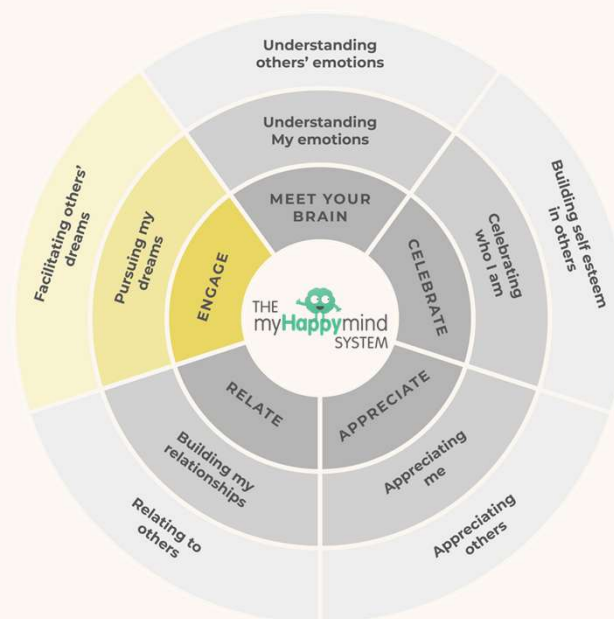 Understanding
others’ emotions
Understanding
My emotions
MEET YOUR
BRAIN
Building self esteem
in others
Celebrating
who I am
CELEBRATE
Appreciating
others
Appreciating
me
APPRECIATE
Relating to
others
Building my
relationships
RELATE
Facilitating others’
dreams
Pursuing my
dreams
ENGAGE
THE
myHappymind
SYSTEM